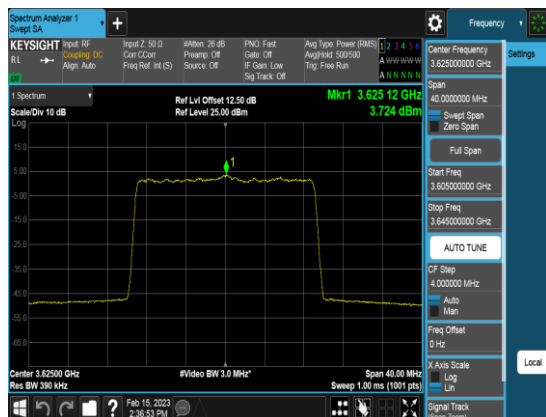 Spectrum Analyzer 1
Swept SA
+
Frequency
KEYSIGHT
RL
Input: RF
Coupling: DC
Align: Auto
Input Z: 50 Ω
Corr CCorr
Freq Ref: Int (S)
#Atten: 26 dB
Preamp: Off
Source: Off
PNO: Fast
Gate: Off
IF Gain: Low
Sig Track: Off
Avg Type: Power (RMS)
Avg|Hold: 500/500
Trig: Free Run
1 2 3 4 5 6
A W W W W W
A N N N N N
1 Spectrum
Scale/Div 10 dB
Log
Ref Lvl Offset 12.50 dB
Ref Level 25.00 dBm
Mkr1 3.625 12 GHz
3.724 dBm
15.0
5.00
-5.00
-15.0
-25.0
-35.0
-45.0
-55.0
-65.0
1
Center 3.62500 GHz
Res BW 390 kHz
#Video BW 3.0 MHz*
Span 40.00 MHz
Sweep 1.00 ms (1001 pts)
Center Frequency
3.625000000 GHz
Span
40.0000000 MHz
Swept Span
Zero Span
Full Span
Start Freq
3.605000000 GHz
Stop Freq
3.645000000 GHz
AUTO TUNE
CF Step
4.000000 MHz
Auto
Man
Freq Offset
0 Hz
X Axis Scale
Log
Lin
Signal Track
(Span Zoom)
Settings
Local
?
Feb 15, 2023
2:36:53 PM